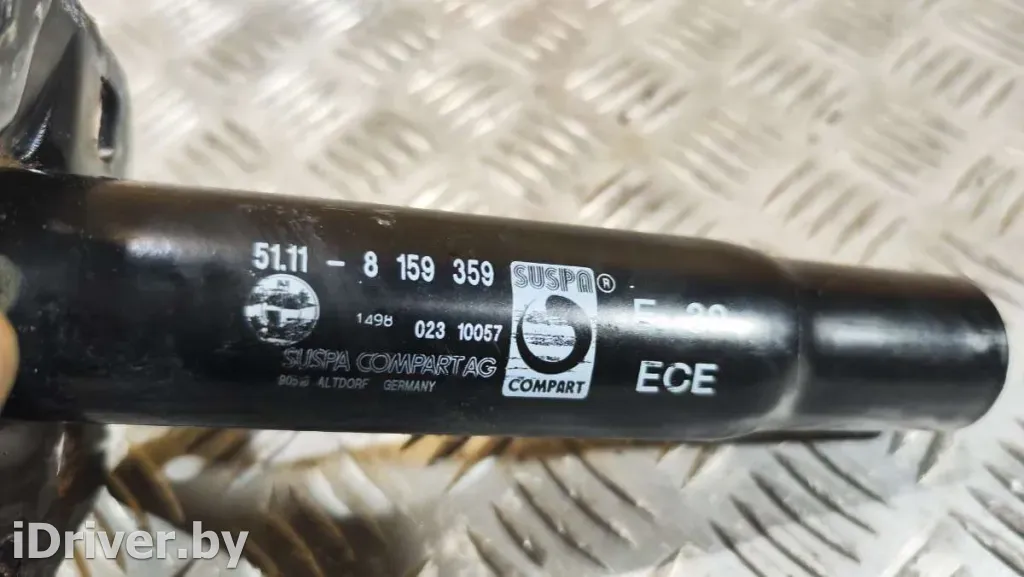 51.11 - 8 159 359
1498 023 10057
SUSPA COMPART AG
ALTDORF GERMANY
SUSPA ®
COMPART
ECE
iDriver.by